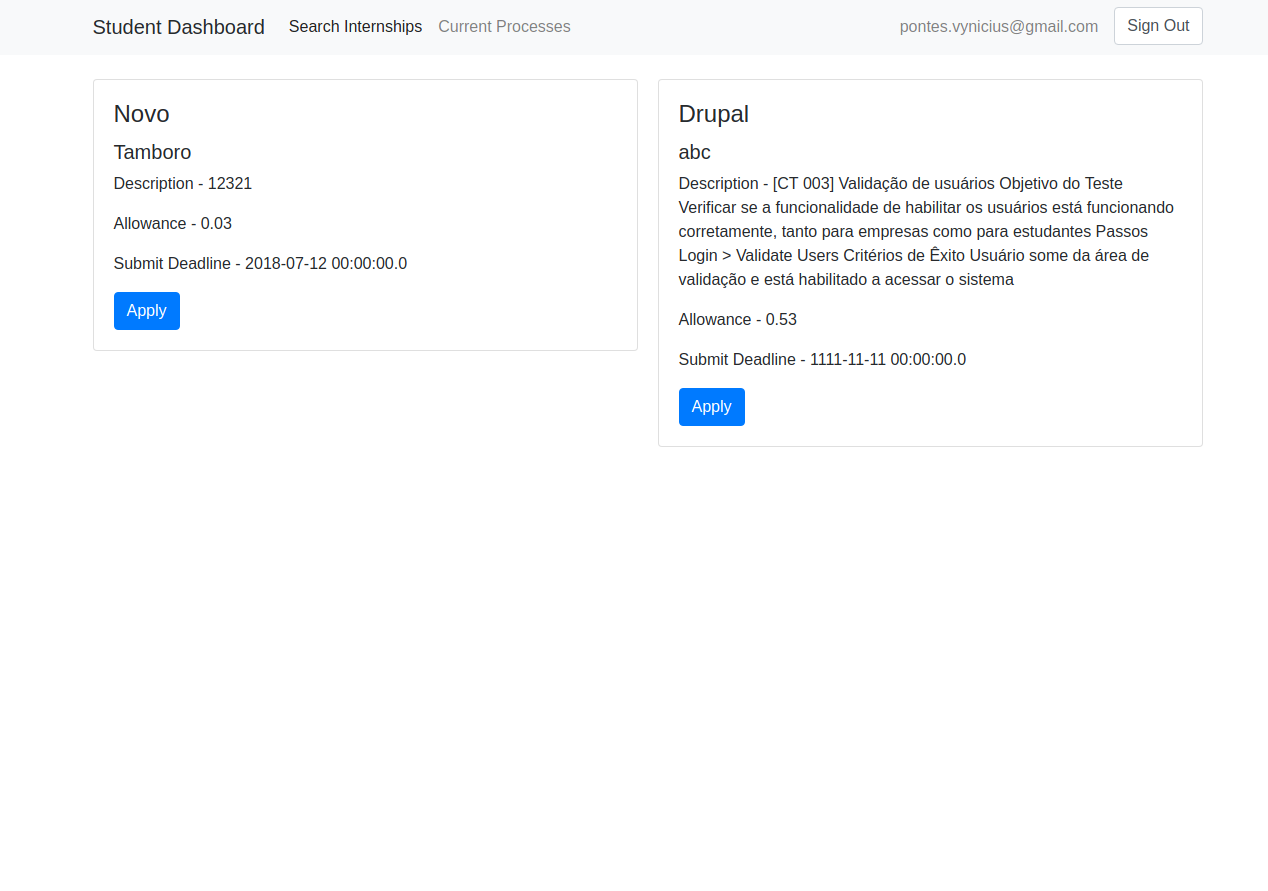 Student Dashboard Search Internships Current Processes pontes.vynicius@gmail.com Sign Out
Novo
Tamboro
Description - 12321
Allowance - 0.03
Submit Deadline - 2018-07-12 00:00:00.0
Apply
Drupal
abc
Description - [CT 003] Validação de usuários Objetivo do Teste
Verificar se a funcionalidade de habilitar os usuários está funcionando
corretamente, tanto para empresas como para estudantes Passos
Login > Validate Users Critérios de Êxito Usuário some da área de
validação e está habilitado a acessar o sistema
Allowance - 0.53
Submit Deadline - 1111-11-11 00:00:00.0
Apply